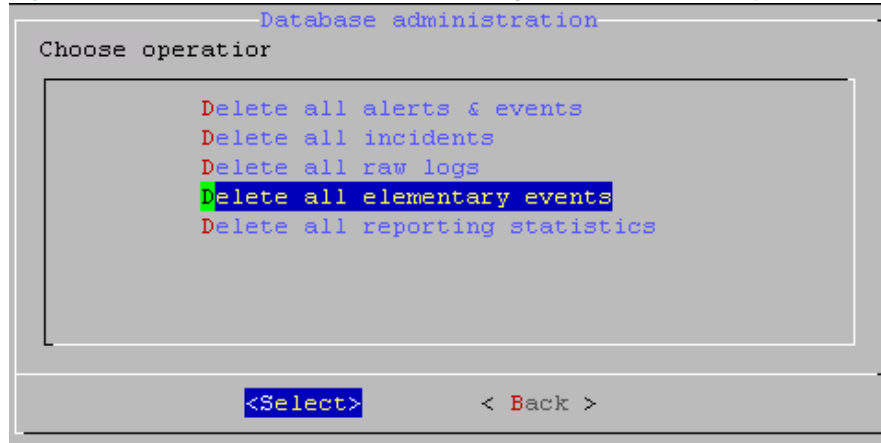 Database administration
Choose operatior
Delete all alerts & events
Delete all incidents
Delete all raw logs
Delete all elementary events
Delete all reporting statistics
<Select> < Back >